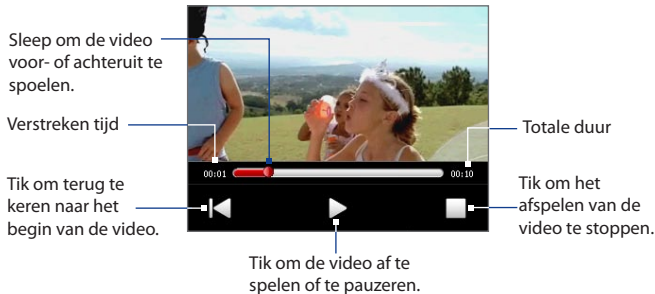 Sleep om de video
voor- of achteruit te
spoelen.
Verstreken tijd
Totale duur
00:01
00:10
Tik om terug te
keren naar het
begin van de video.
Tik om het
afspelen van de
video te stoppen.
Tik om de video af te
spelen of te pauzeren.